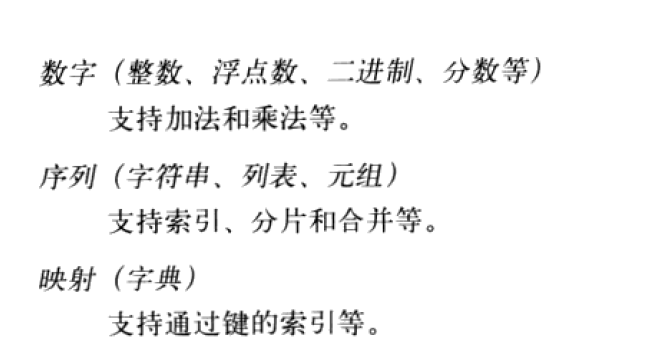 数字（整数、浮点数、二进制、分数等）
支持加法和乘法等。
序列（字符串、列表、元组）
支持索引、分片和合并等。
映射（字典）
支持通过键的索引等。